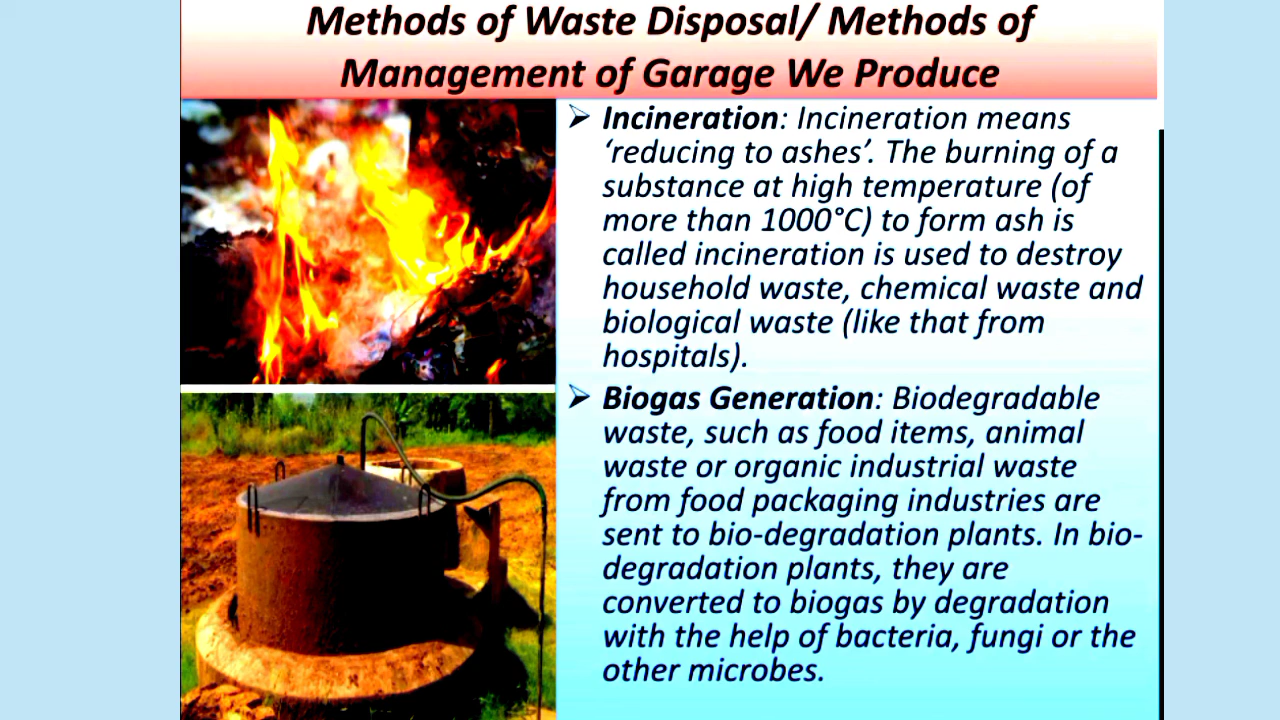 Methods of Waste Disposal/ Methods of
Management of Garage We Produce
➢ Incineration: Incineration means
‘reducing to ashes’. The burning of a
substance at high temperature (of
more than 1000°C) to form ash is
called incineration is used to destroy
household waste, chemical waste and
biological waste (like that from
hospitals).
➢ Biogas Generation: Biodegradable
waste, such as food items, animal
waste or organic industrial waste
from food packaging industries are
sent to bio-degradation plants. In bio-
degradation plants, they are
converted to biogas by degradation
with the help of bacteria, fungi or the
other microbes.